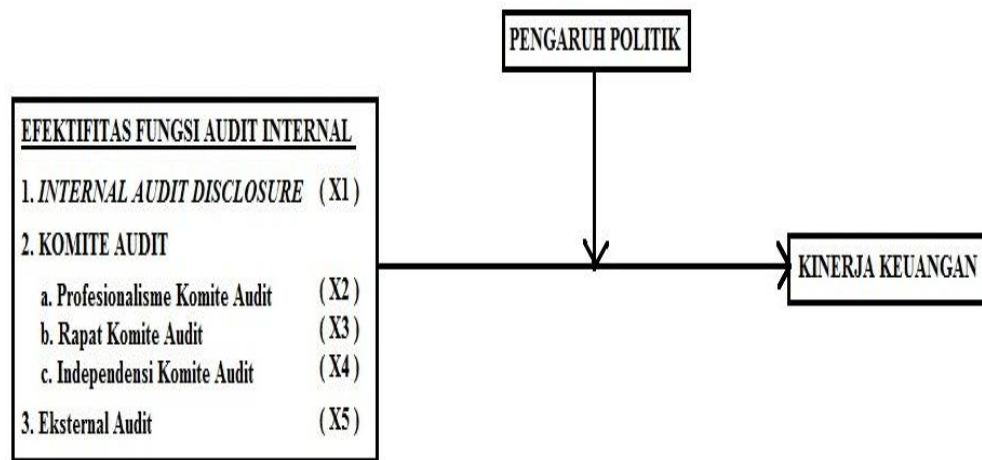 PENGARUH POLITIK
EFEKTIFITAS FUNGSI AUDIT INTERNAL
1. INTERNAL AUDIT DISCLOSURE (X1)
2. KOMITE AUDIT
a. Profesionalisme Komite Audit (X2)
b. Rapat Komite Audit (X3)
c. Independensi Komite Audit (X4)
3. Eksternal Audit (X5)
KINERJA KEUANGAN